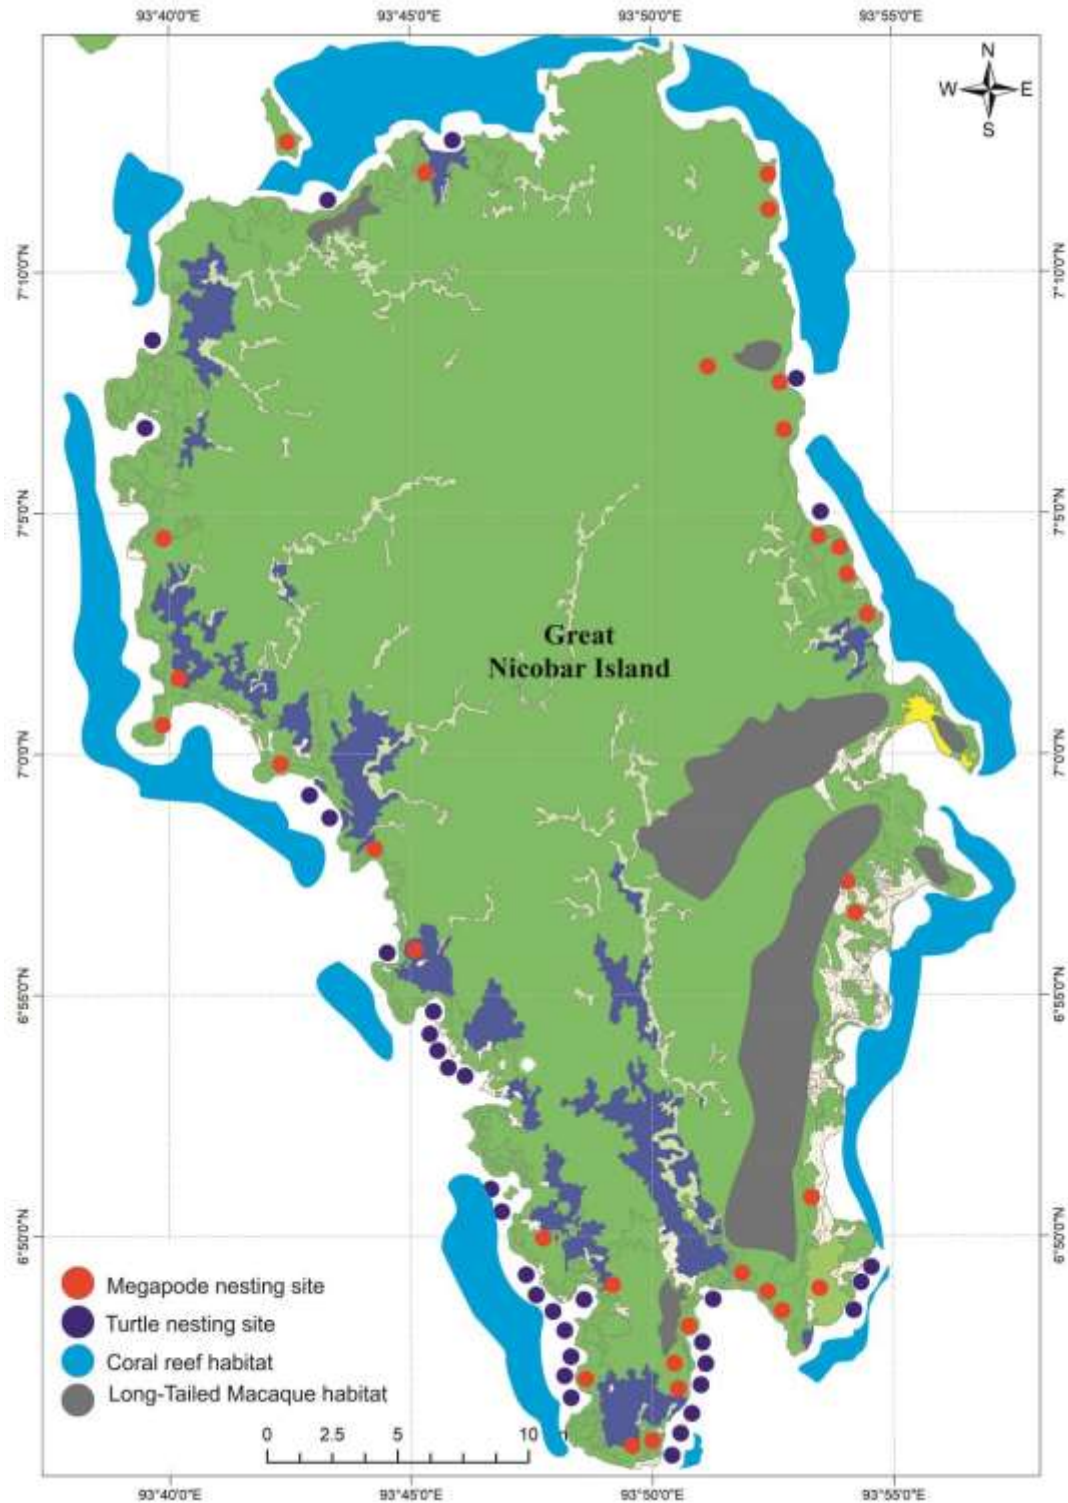 93°40'0"E 93°45'0"E 93°50'0"E 93°55'0"E
N
W E
S
7°10'0"N 7°10'0"N
7°5'0"N 7°5'0"N
Great
Nicobar Island
7°0'0"N 7°0'0"N
6°55'0"N 6°55'0"N
6°50'0"N 6°50'0"N
Megapode nesting site
Turtle nesting site
Coral reef habitat
Long-Tailed Macaque habitat
0 2.5 5 10
93°40'0"E 93°45'0"E 93°50'0"E 93°55'0"E